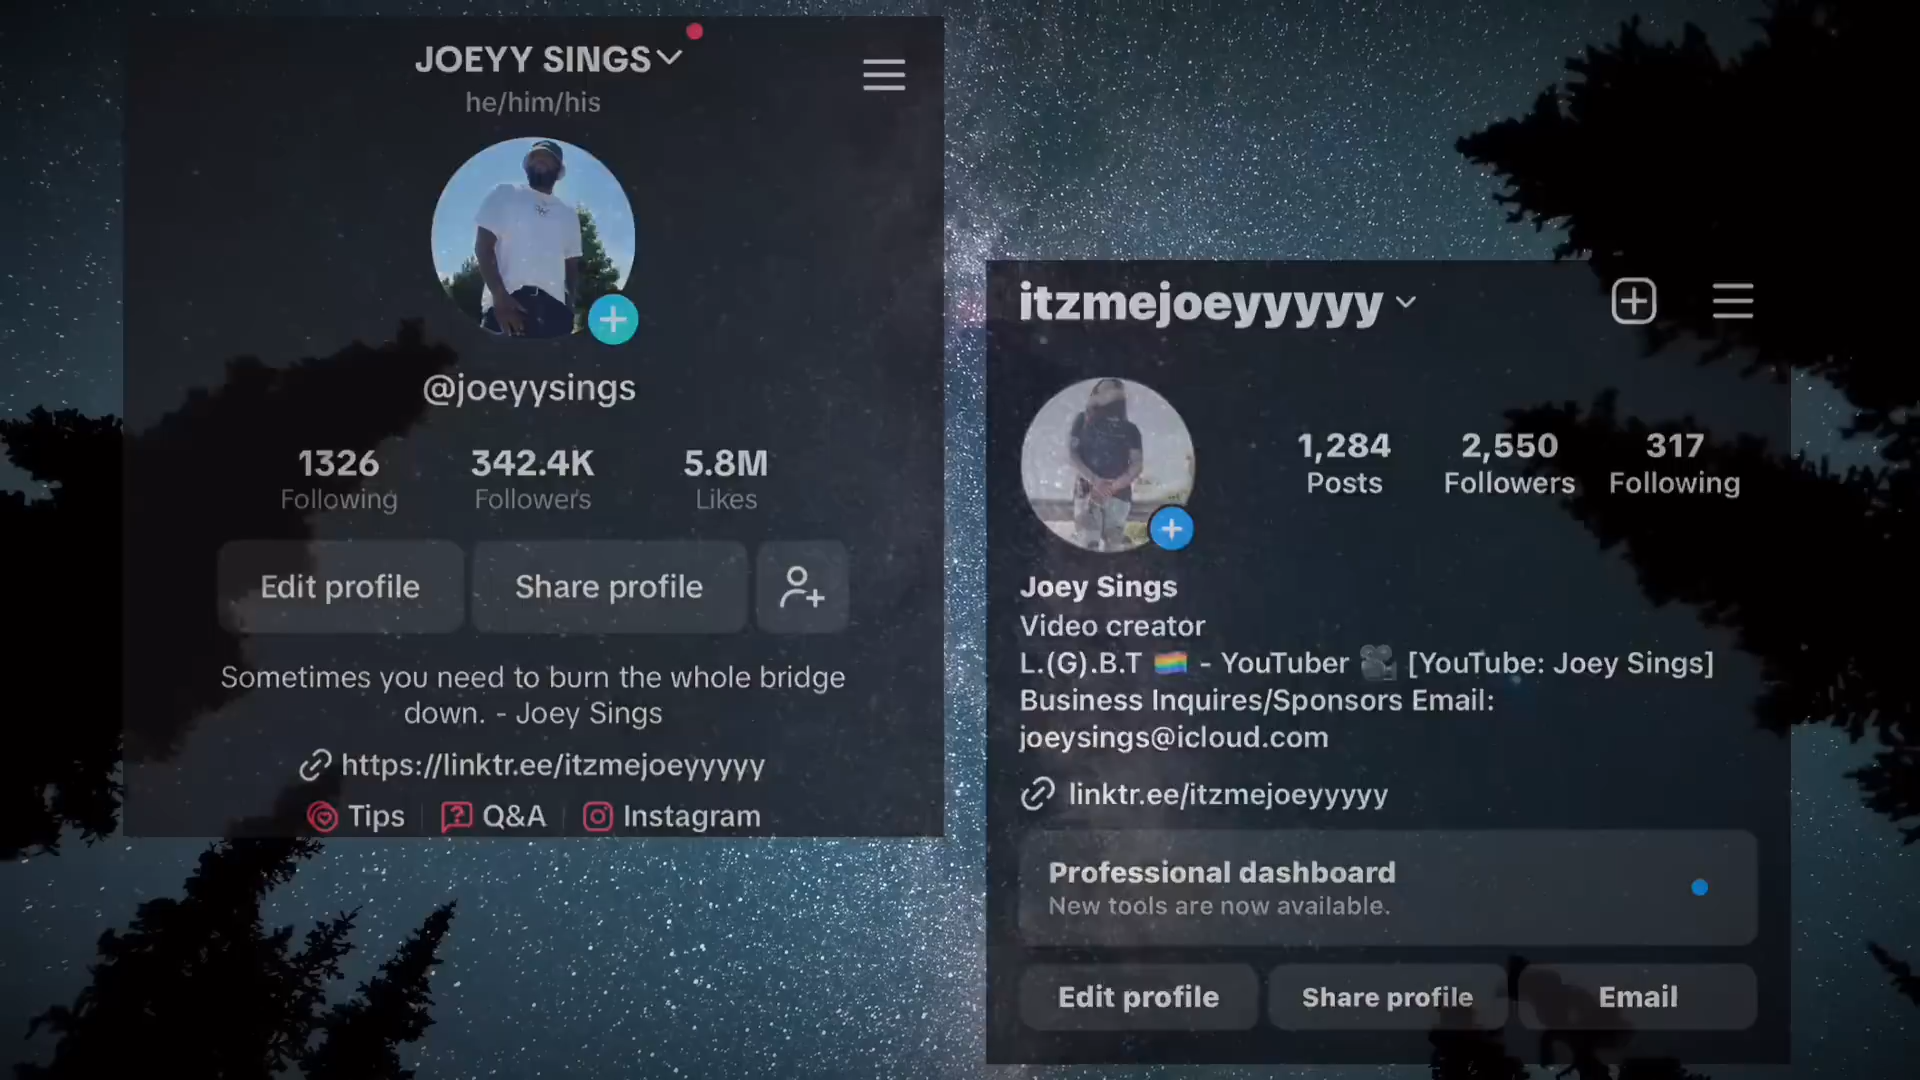 JOEYY SINGS
he/him/his
@joeyysings
1326 342.4K 5.8M
Following Followers Likes
Edit profile Share profile
Sometimes you need to burn the whole bridge
down. - Joey Sings
https://linktr.ee/itzmejoeyyyyy
Tips Q&A Instagram
itzmejoeyyyyy
1,284 2,550 317
Posts Followers Following
Joey Sings
Video creator
L.(G).B.T 🏳️‍🌈 - YouTuber 🎥 [YouTube: Joey Sings]
Business Inquires/Sponsors Email:
joeysings@icloud.com
linktr.ee/itzmejoeyyyyy
Professional dashboard
New tools are now available.
Edit profile Share profile Email